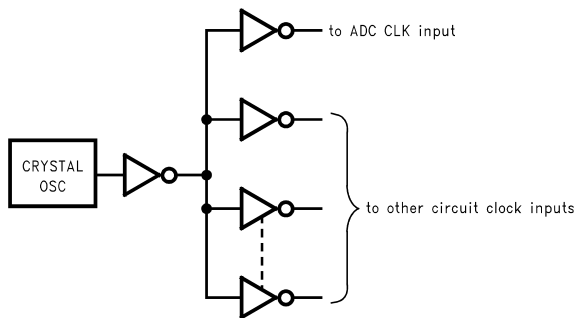 to ADC CLK input
CRYSTAL
OSC
to other circuit clock inputs